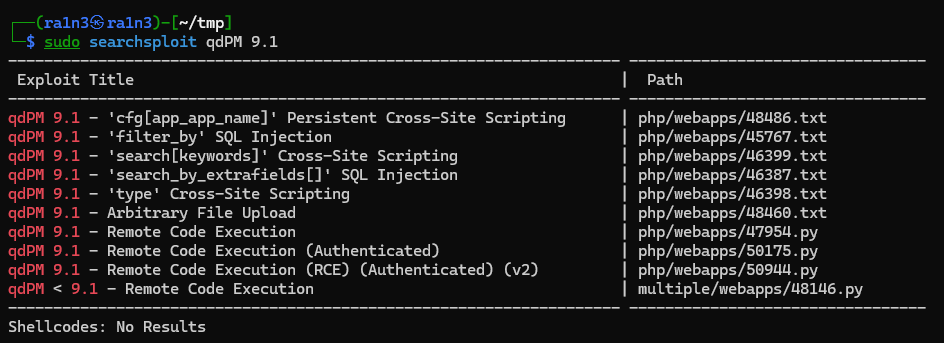 ┌──(ra1n3㉿ra1n3)-[~/tmp]
└─$ sudo searchsploit qdPM 9.1
Exploit Title | Path
qdPM 9.1 - 'cfg[app_app_name]' Persistent Cross-Site Scripting | php/webapps/48486.txt
qdPM 9.1 - 'filter_by' SQL Injection | php/webapps/45767.txt
qdPM 9.1 - 'search[keywords]' Cross-Site Scripting | php/webapps/46399.txt
qdPM 9.1 - 'search_by_extrafields[]' SQL Injection | php/webapps/46387.txt
qdPM 9.1 - 'type' Cross-Site Scripting | php/webapps/46398.txt
qdPM 9.1 - Arbitrary File Upload | php/webapps/48460.txt
qdPM 9.1 - Remote Code Execution | php/webapps/47954.py
qdPM 9.1 - Remote Code Execution (Authenticated) | php/webapps/50175.py
qdPM 9.1 - Remote Code Execution (RCE) (Authenticated) (v2) | php/webapps/50944.py
qdPM < 9.1 - Remote Code Execution | multiple/webapps/48146.py
Shellcodes: No Results